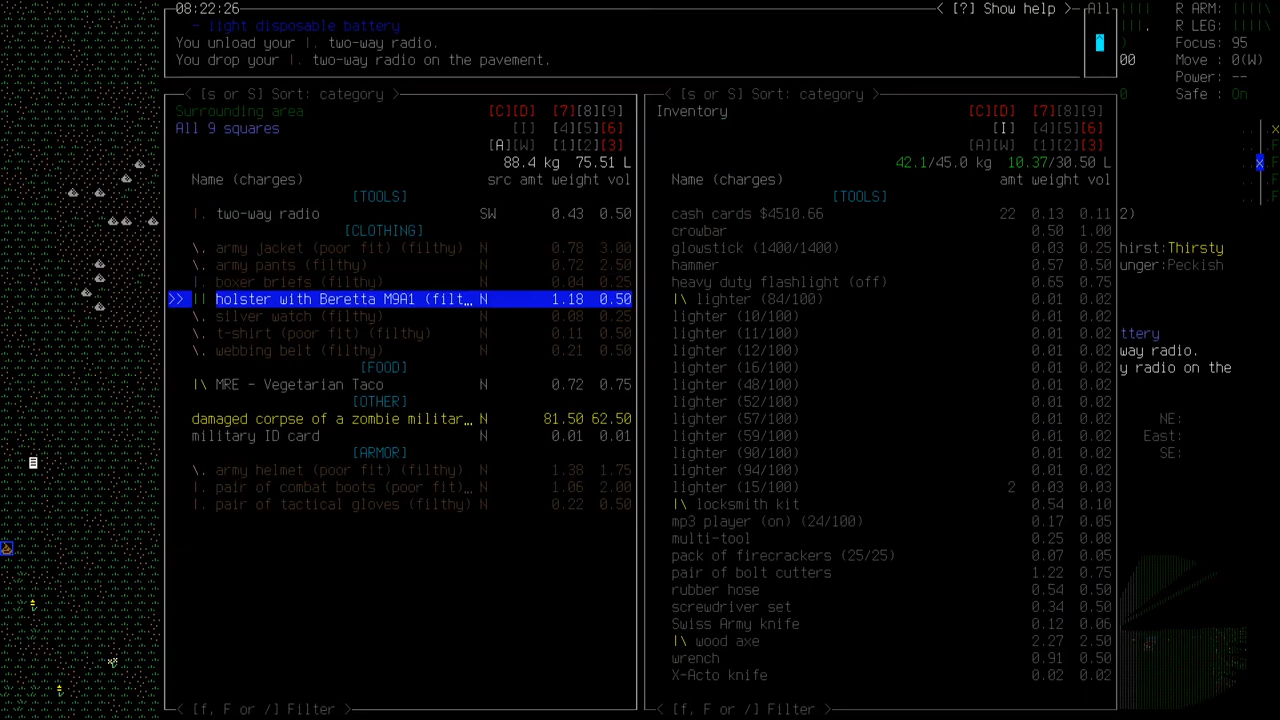 08:22:26
< [?] Show help >
All
R ARM:
- light disposable battery
R LEG:
You unload your |. two-way radio.
Focus: 95
You drop your |. two-way radio on the pavement.
00
Move : 0(W)
Power: --
Safe : On
< [s or S] Sort: category >
Surrounding area
[C][D] [7][8][9]
All 9 squares
[I] [4][5][6]
[A][W] [1][2][3]
88.4 kg 75.51 L
Name (charges) src amt weight vol
[TOOLS]
|. two-way radio SW 0.43 0.50
[CLOTHING]
\. army jacket (poor fit) (filthy) N 0.78 3.00
\. army pants (filthy) N 0.72 2.50
|. boxer briefs (filthy) N 0.04 0.25
>> || holster with Beretta M9A1 (filt… N 1.18 0.50
\. silver watch (filthy) N 0.08 0.25
\. t-shirt (poor fit) (filthy) N 0.11 0.50
\. webbing belt (filthy) N 0.21 0.50
[FOOD]
|\ MRE - Vegetarian Taco N 0.72 0.75
[OTHER]
damaged corpse of a zombie militar… N 81.50 62.50
military ID card N 0.01 0.01
[ARMOR]
\. army helmet (poor fit) (filthy) N 1.38 1.75
|. pair of combat boots (poor fit)… N 1.06 2.00
|. pair of tactical gloves (filthy) N 0.22 0.50
< [f, F or /] Filter >
< [s or S] Sort: category >
Inventory
[C][D] [7][8][9]
[I] [4][5][6]
[A][W] [1][2][3]
42.1/45.0 kg 10.37/30.50 L
Name (charges) amt weight vol
[TOOLS]
cash cards $4510.66 22 0.13 0.11
crowbar 0.50 1.00
glowstick (1400/1400) 0.03 0.25
hammer 0.57 0.50
heavy duty flashlight (off) 0.65 0.75
|\ lighter (84/100) 0.01 0.02
lighter (10/100) 0.01 0.02
lighter (11/100) 0.01 0.02
lighter (12/100) 0.01 0.02
lighter (16/100) 0.01 0.02
lighter (48/100) 0.01 0.02
lighter (52/100) 0.01 0.02
lighter (57/100) 0.01 0.02
lighter (59/100) 0.01 0.02
lighter (90/100) 0.01 0.02
lighter (94/100) 0.01 0.02
lighter (15/100) 2 0.03 0.03
|\ locksmith kit 0.54 0.10
mp3 player (on) (24/100) 0.17 0.05
multi-tool 0.25 0.08
pack of firecrackers (25/25) 0.07 0.05
pair of bolt cutters 1.22 0.75
rubber hose 0.54 0.50
screwdriver set 0.34 0.50
Swiss Army knife 0.12 0.06
|\ wood axe 2.27 2.50
wrench 0.91 0.50
X-Acto knife 0.02 0.02
< [f, F or /] Filter >
2)
hirst:Thirsty
unger:Peckish
ttery
way radio.
y radio on the
NE:
East:
SE: